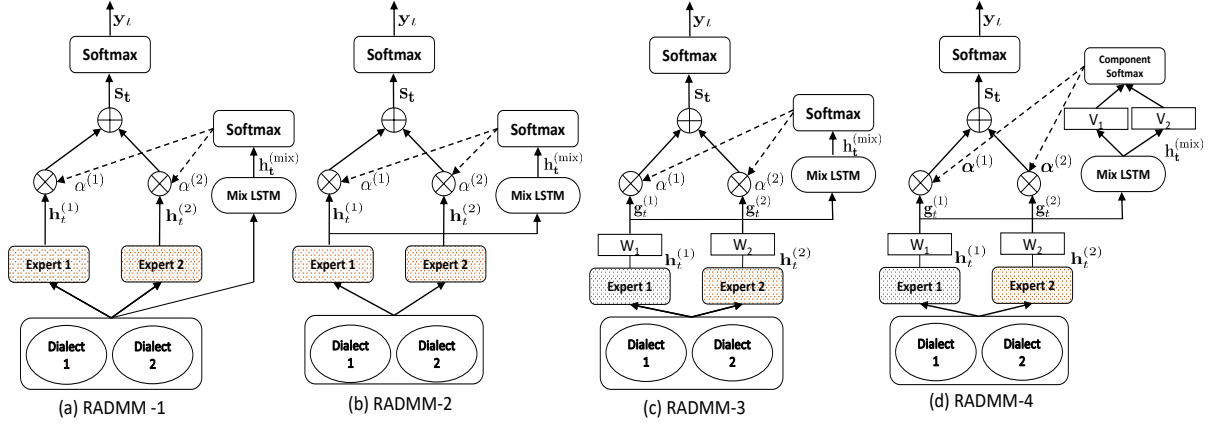 y_t
Softmax
s_t
Softmax
h_t^(mix)
α^(1)
α^(2)
Mix LSTM
h_t^(1)
h_t^(2)
Expert 1
Expert 2
Dialect 1
Dialect 2
(a) RADMM -1
y_t
Softmax
s_t
Softmax
h_t^(mix)
α^(1)
α^(2)
Mix LSTM
h_t^(1)
h_t^(2)
Expert 1
Expert 2
Dialect 1
Dialect 2
(b) RADMM-2
y_t
Softmax
s_t
Softmax
h_t^(mix)
α^(1)
α^(2)
Mix LSTM
g_t^(1)
g_t^(2)
W_1
W_2
h_t^(1)
h_t^(2)
Expert 1
Expert 2
Dialect 1
Dialect 2
(c) RADMM-3
y_t
Softmax
s_t
Component
Softmax
V_1
V_2
h_t^(mix)
α^(1)
α^(2)
Mix LSTM
g_t^(1)
g_t^(2)
W_1
W_2
h_t^(1)
h_t^(2)
Expert 1
Expert 2
Dialect 1
Dialect 2
(d) RADMM-4